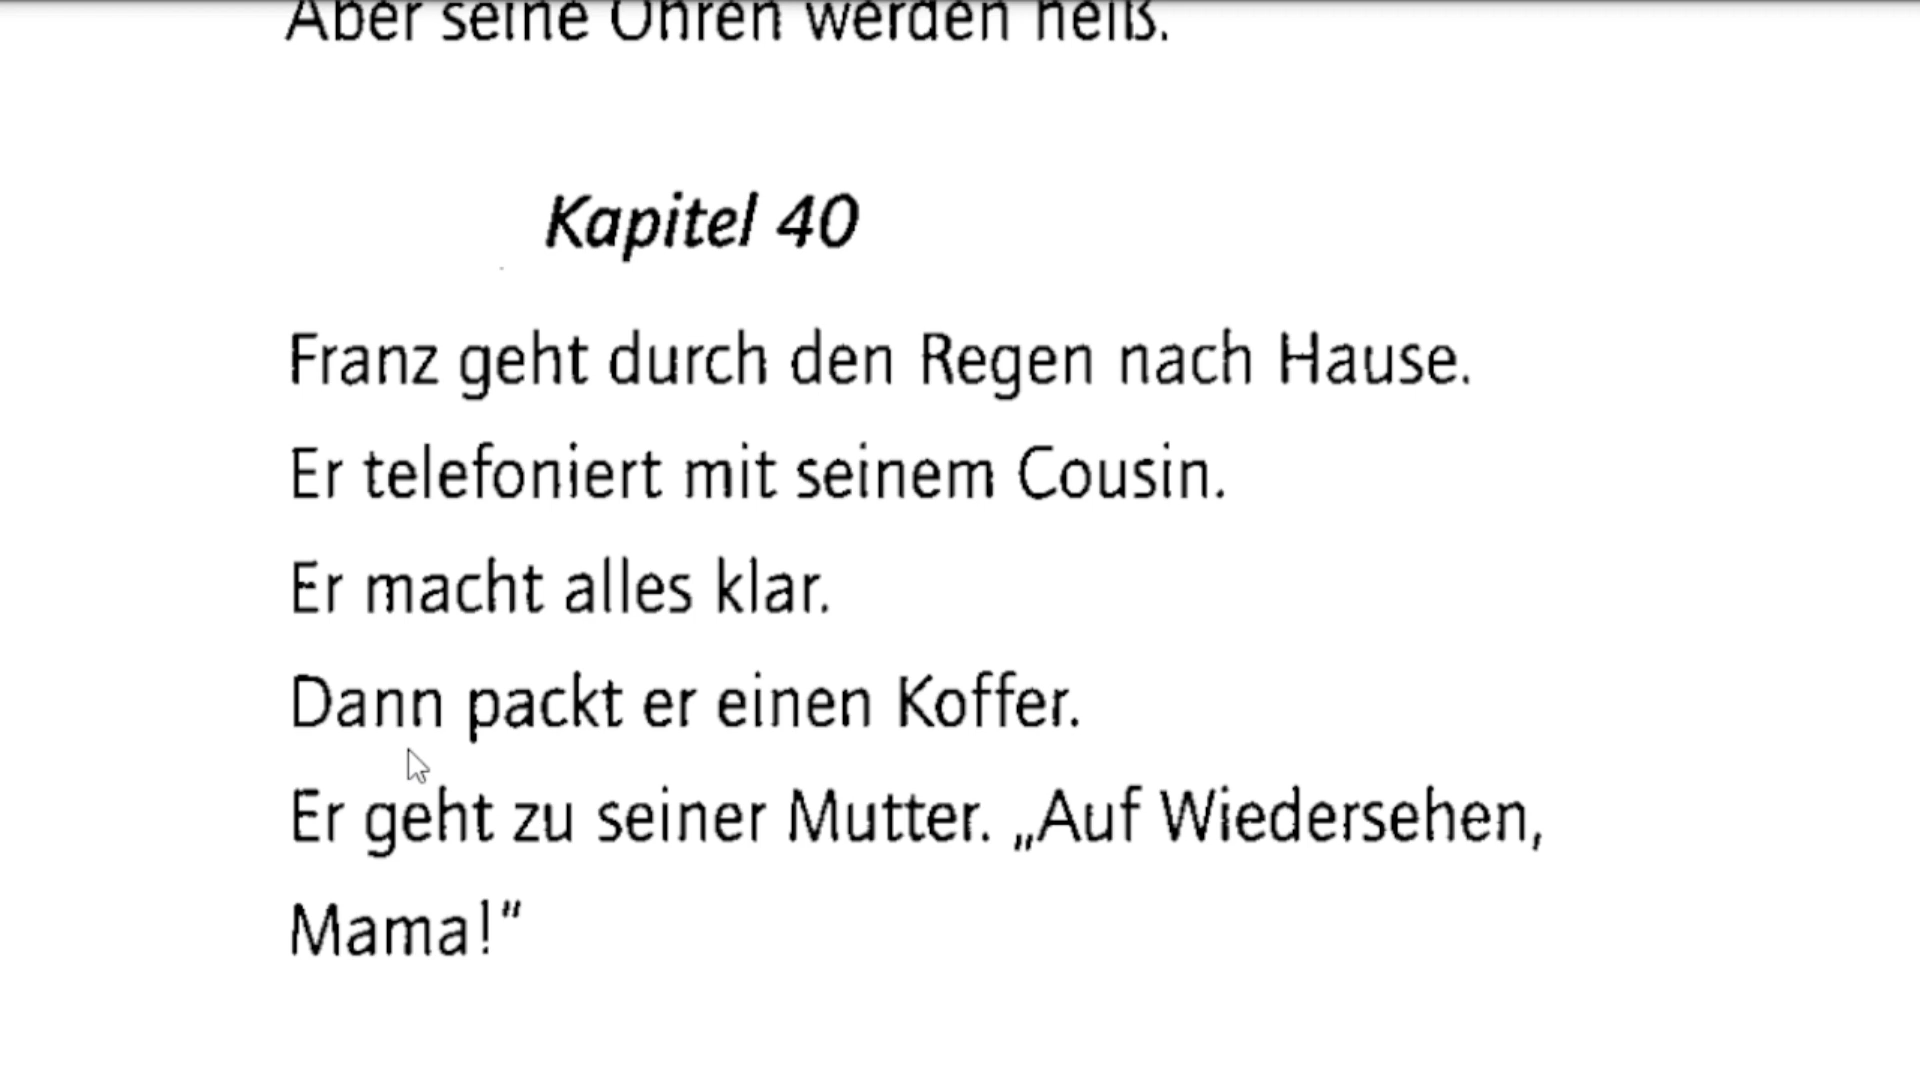 Aber seine Ohren werden heiß.
Kapitel 40
Franz geht durch den Regen nach Hause.
Er telefoniert mit seinem Cousin.
Er macht alles klar.
Dann packt er einen Koffer.
Er geht zu seiner Mutter. „Auf Wiedersehen,
Mama!“